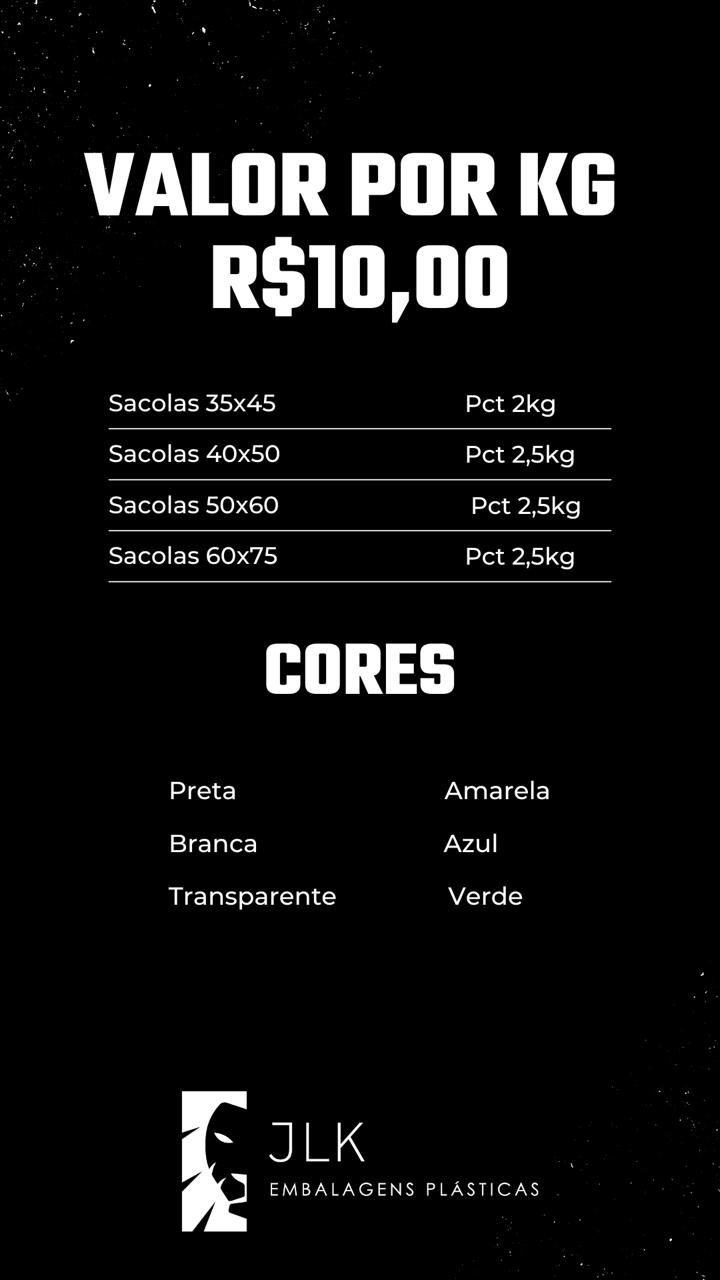 VALOR POR KG
R$10,00
Sacolas 35x45 Pct 2kg
Sacolas 40x50 Pct 2,5kg
Sacolas 50x60 Pct 2,5kg
Sacolas 60x75 Pct 2,5kg
CORES
Preta Amarela
Branca Azul
Transparente Verde
JLK
EMBALAGENS PLÁSTICAS